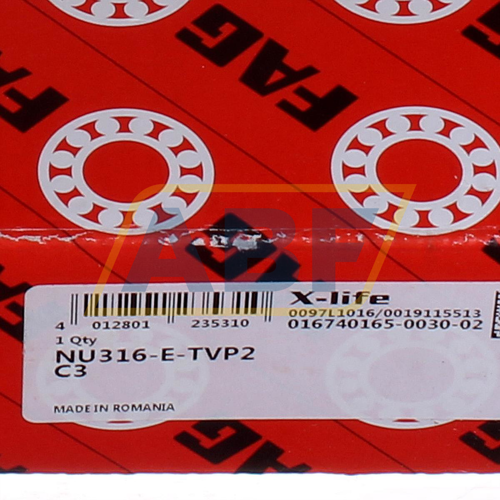 FAG
FAG
ABF
X-life
4 012801 235310
0097L1016/0019115513
016740165-0030-02
1 Qty
NU316-E-TVP2
C3
MADE IN ROMANIA
FAG